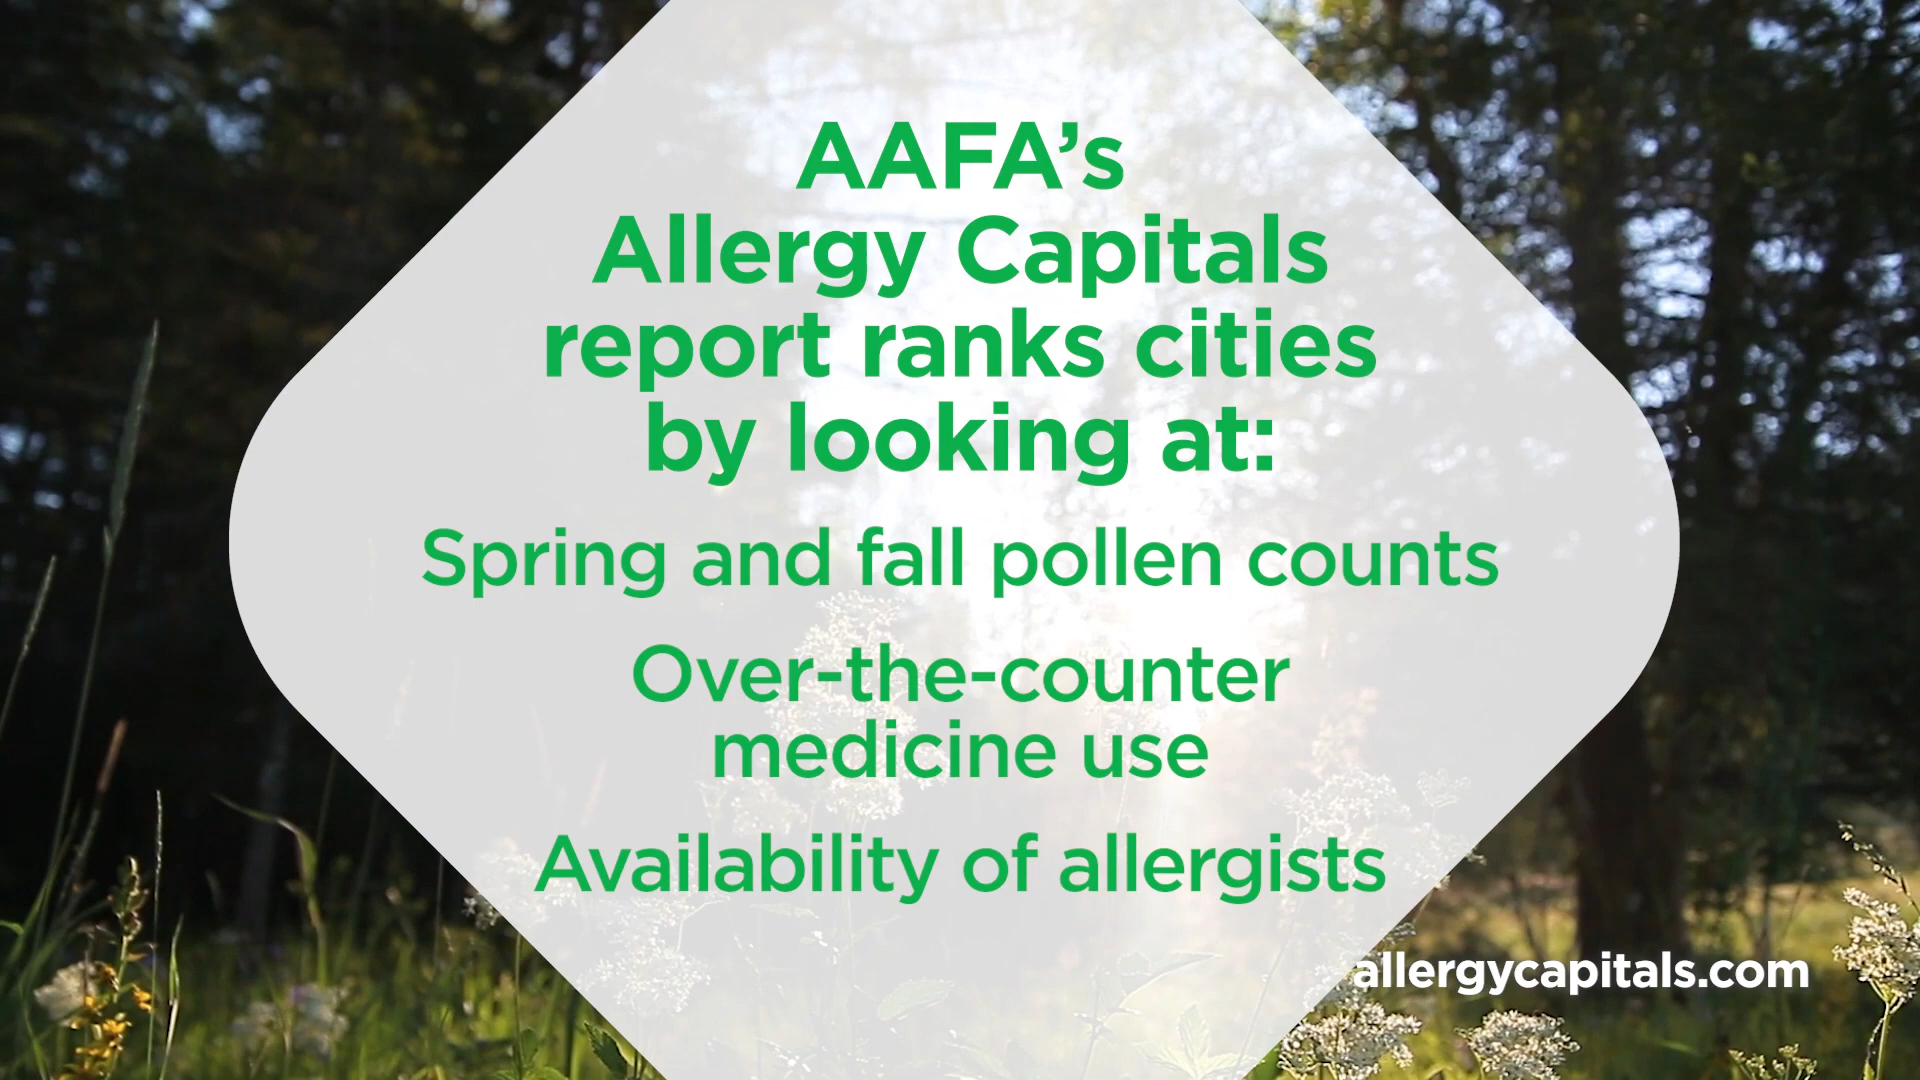 AAFA’s
Allergy Capitals
report ranks cities
by looking at:
Spring and fall pollen counts
Over-the-counter
medicine use
Availability of allergists
allergycapitals.com